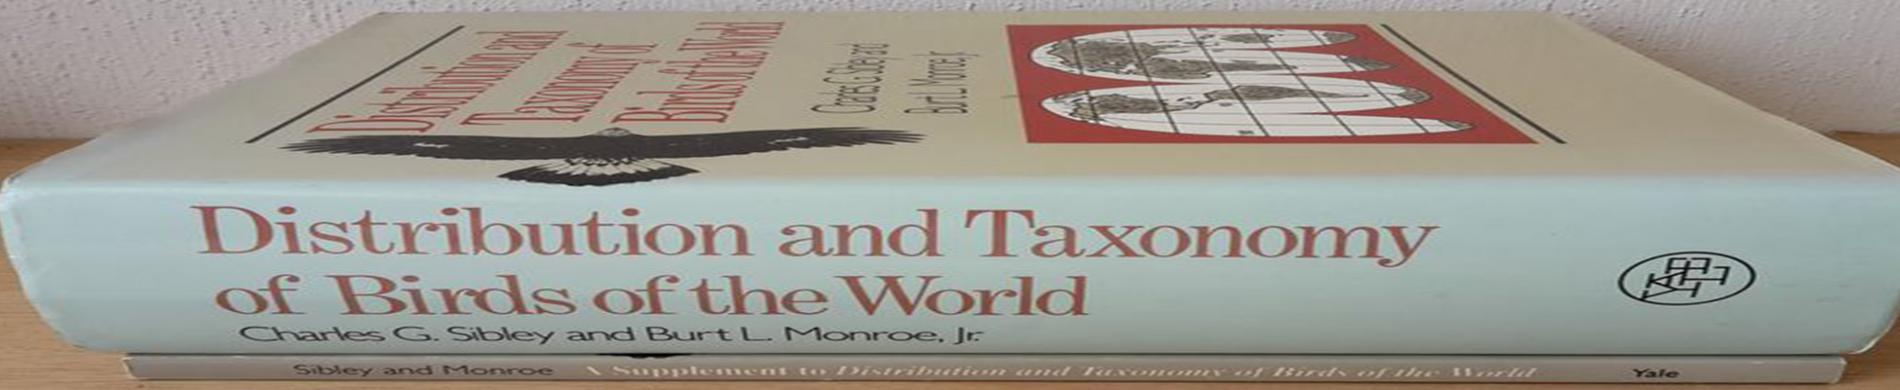 Distribution and
Taxonomy of
Birds of the World
Charles G. Sibley and
Burt L. Monroe, Jr.
Distribution and Taxonomy
of Birds of the World
Charles G. Sibley and Burt L. Monroe, Jr.
Sibley and Monroe A Supplement to Distribution and Taxonomy of Birds of the World Yale